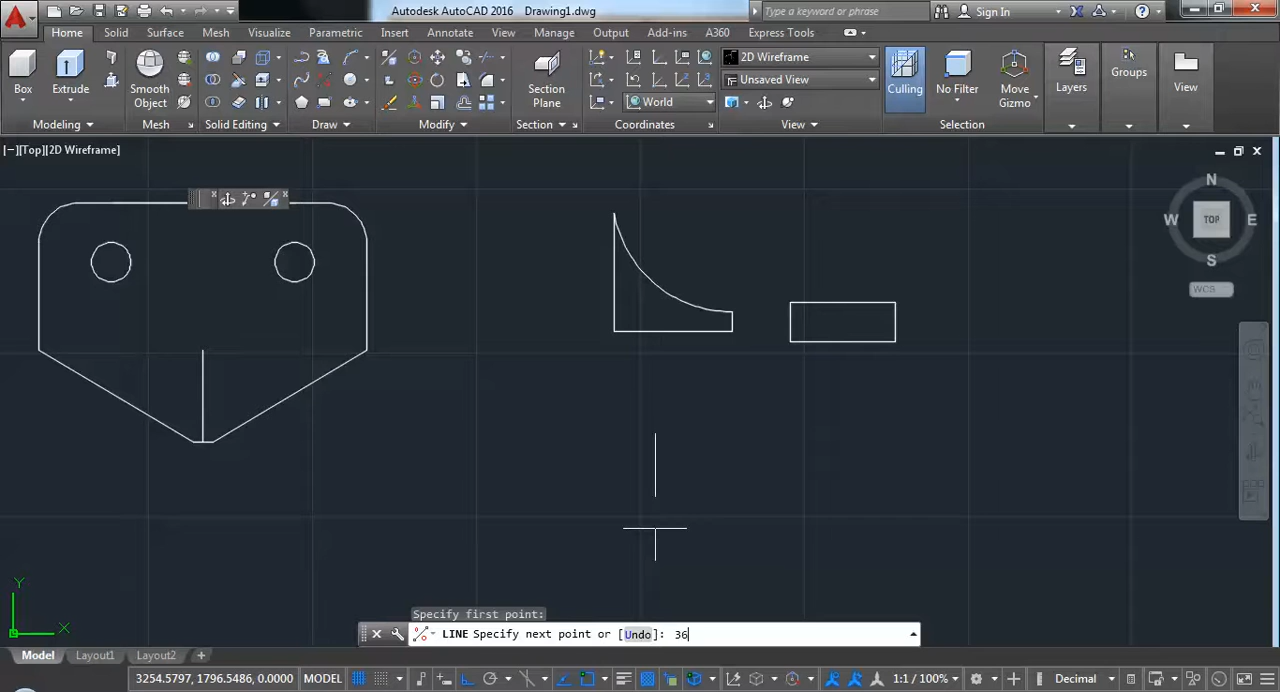 Autodesk AutoCAD 2016 Drawing1.dwg
Type a keyword or phrase
Sign In
Home Solid Surface Mesh Visualize Parametric Insert Annotate View Manage Output Add-ins A360 Express Tools
Box
Extrude
Smooth
Object
Section
Plane
2D Wireframe
Unsaved View
World
Culling
No Filter
Move
Gizmo
Layers
Groups
View
Modeling
Mesh
Solid Editing
Draw
Modify
Section
Coordinates
View
Selection
[−][Top][2D Wireframe]
N
W
TOP
E
S
WCS
Y
X
Specify first point:
LINE Specify next point or [Undo]: 36
Model Layout1 Layout2 +
3254.5797, 1796.5486, 0.0000 MODEL 1:1 / 100% Decimal